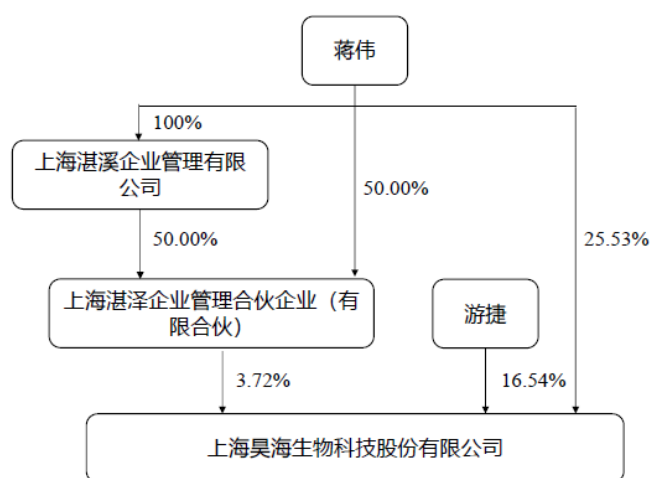 蒋伟
100%
上海湛溪企业管理有限
公司
50.00%
50.00%
25.53%
上海湛泽企业管理合伙企业（有
限合伙）
游捷
3.72%
16.54%
上海昊海生物科技股份有限公司